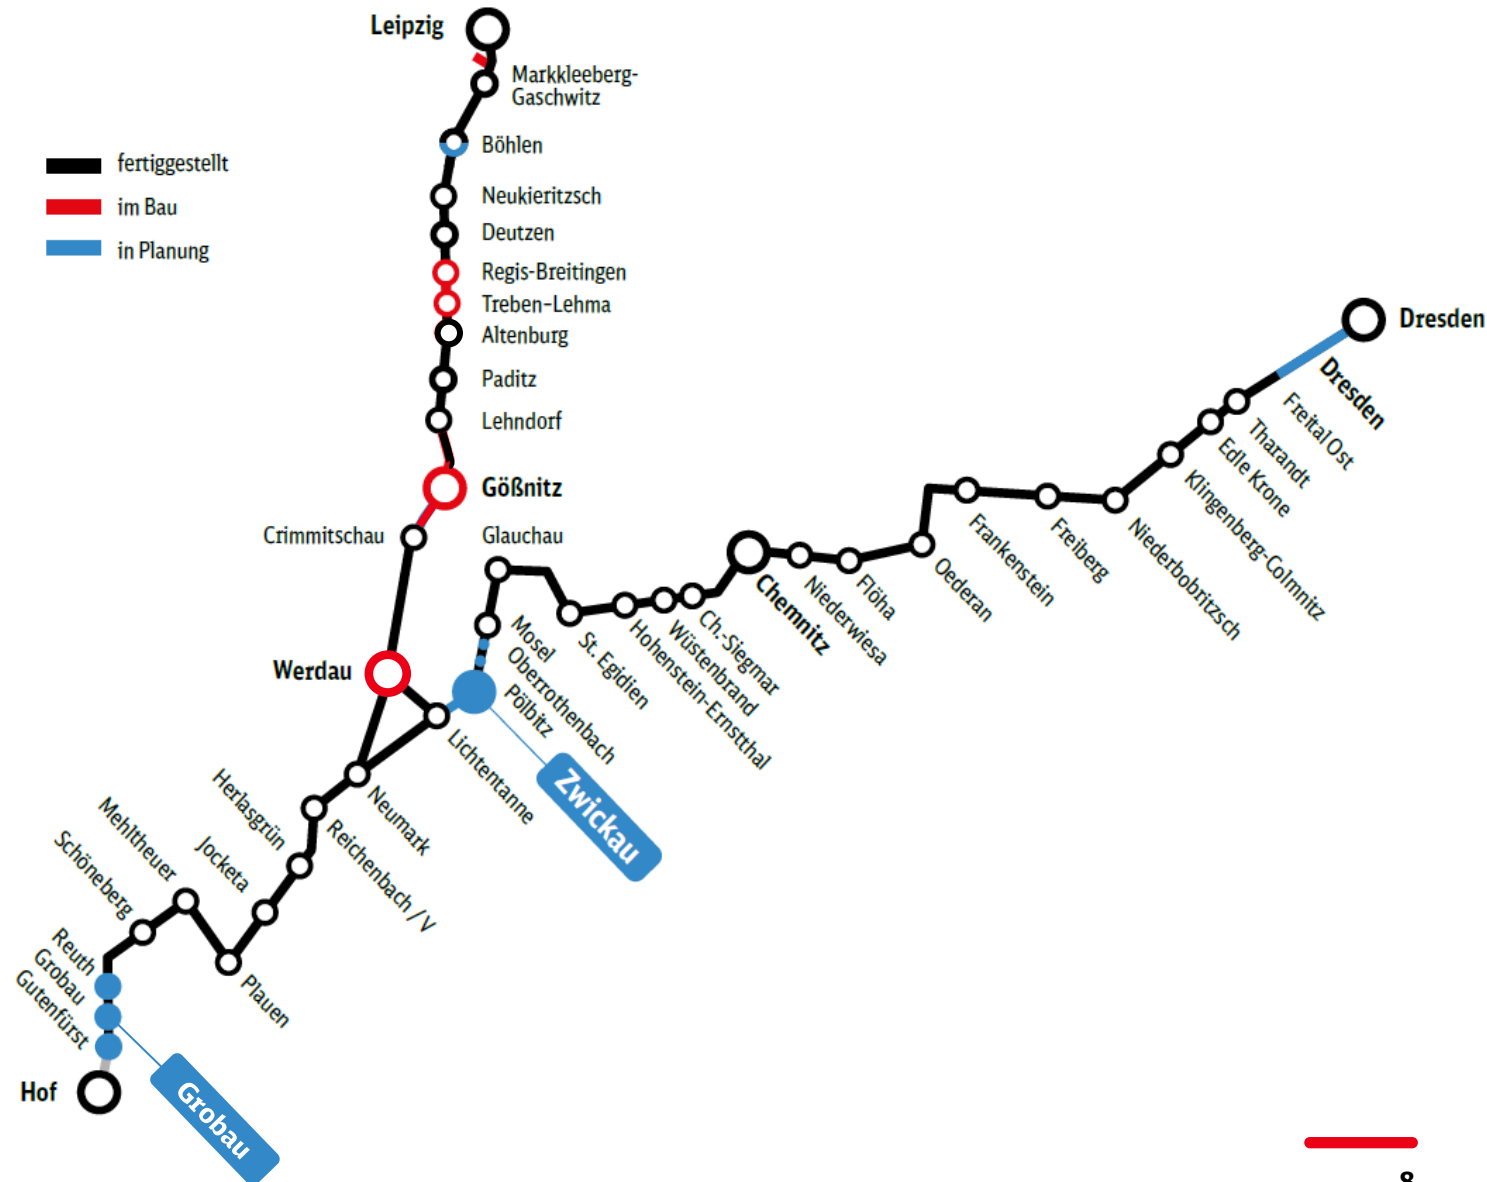 Leipzig
Markkleeberg-
Gaschwitz
Böhlen
fertiggestellt
im Bau
in Planung
Neukieritzsch
Deutzen
Regis-Breitingen
Treben-Lehma
Altenburg
Paditz
Lehndorf
Gößnitz
Crimmitschau
Glauchau
Werdau
Dresden
Dresden
Freital Ost
Tharandt
Edle Krone
Klingenberg-Colmnitz
Niederbobritzsch
Freiberg
Frankenstein
Oederan
Flöha
Niederwiesa
Chemnitz
Ch.-Siegmar
Wüstenbrand
Hohenstein-Ernstthal
St. Egidien
Mosel
Oberrothenbach
Pölbitz
Zwickau
Lichtentanne
Neumark
Reichenbach /V
Herlasgrün
Jocketa
Plauen
Mehltheuer
Schöneberg
Reuth
Grobau
Gutenfürst
Hof
Grobau
8